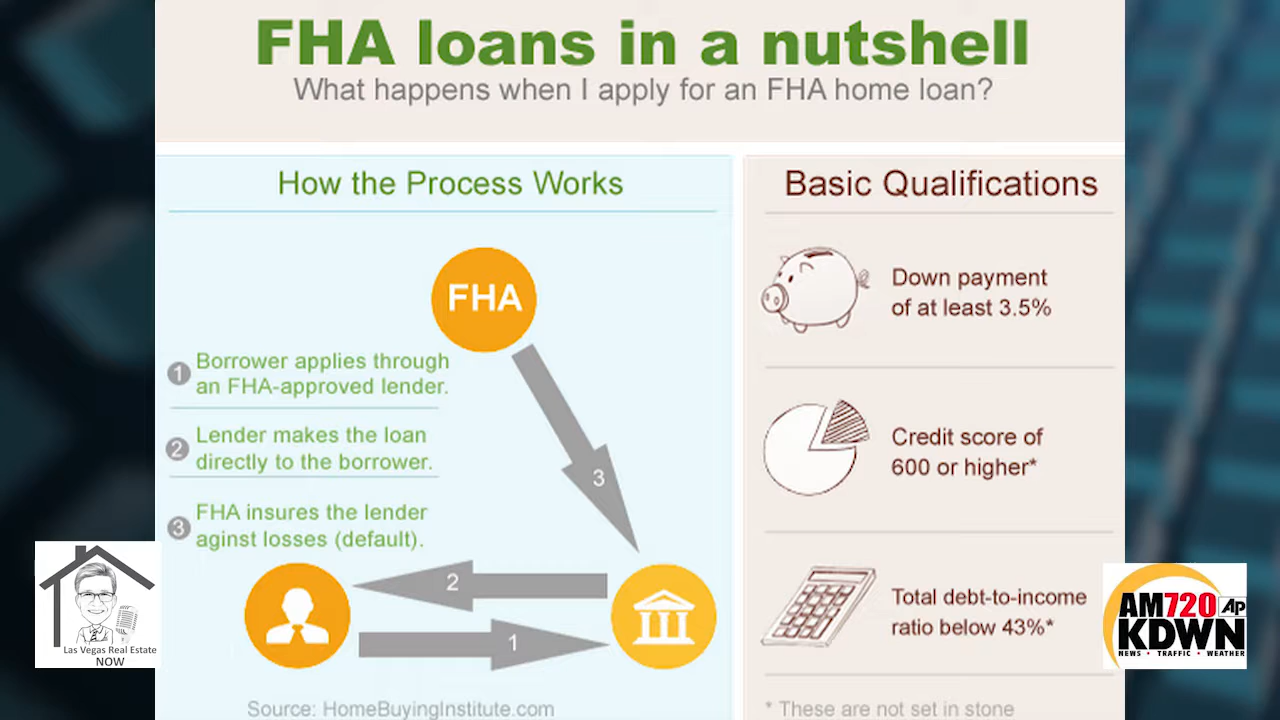 FHA loans in a nutshell
What happens when I apply for an FHA home loan?
How the Process Works
FHA
1 Borrower applies through
an FHA-approved lender.
2 Lender makes the loan
directly to the borrower.
3 FHA insures the lender
aginst losses (default).
3
2
1
Source: HomeBuyingInstitute.com
Basic Qualifications
Down payment
of at least 3.5%
Credit score of
600 or higher*
Total debt-to-income
ratio below 43%*
* These are not set in stone
Las Vegas Real Estate
NOW
AM720 AP
KDWN
NEWS • TRAFFIC • WEATHER